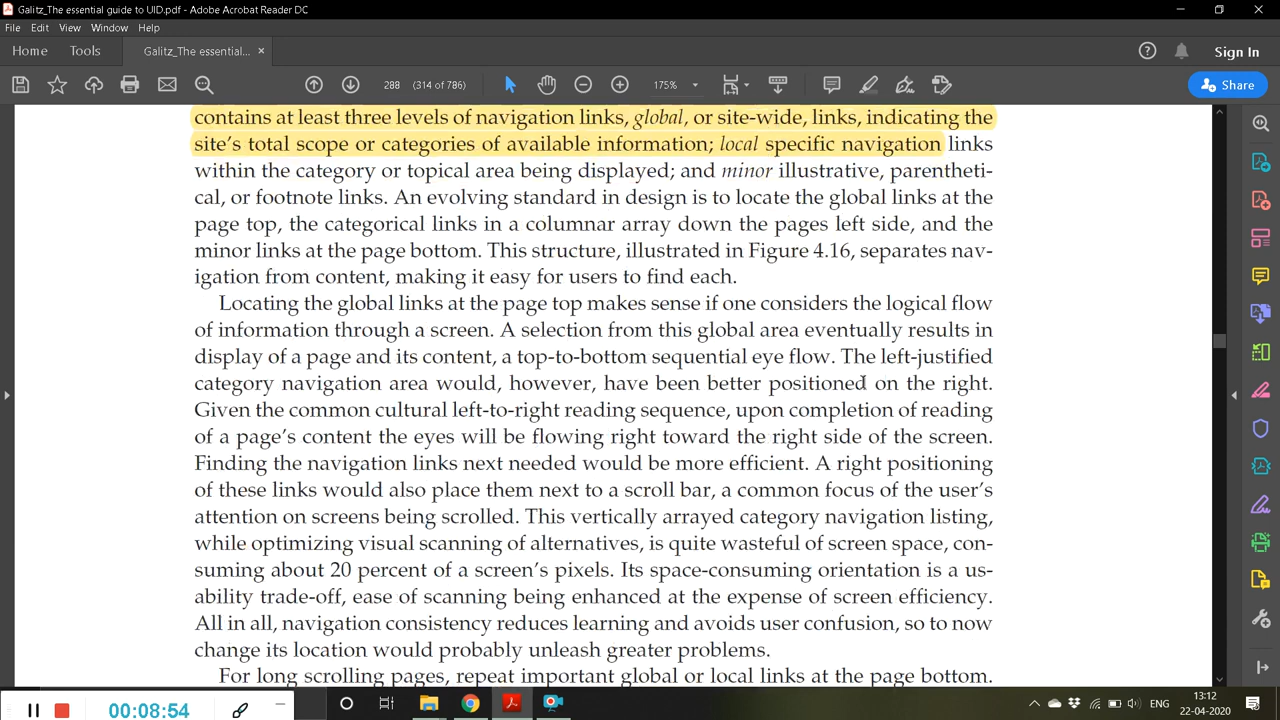 Galitz_The essential guide to UID.pdf - Adobe Acrobat Reader DC
File Edit View Window Help
Home Tools Galitz_The essential... × Sign In
288 (314 of 786) 175% Share
contains at least three levels of navigation links, global, or site-wide, links, indicating the
site's total scope or categories of available information; local specific navigation links
within the category or topical area being displayed; and minor illustrative, parentheti-
cal, or footnote links. An evolving standard in design is to locate the global links at the
page top, the categorical links in a columnar array down the pages left side, and the
minor links at the page bottom. This structure, illustrated in Figure 4.16, separates nav-
igation from content, making it easy for users to find each.
Locating the global links at the page top makes sense if one considers the logical flow
of information through a screen. A selection from this global area eventually results in
display of a page and its content, a top-to-bottom sequential eye flow. The left-justified
category navigation area would, however, have been better positioned on the right.
Given the common cultural left-to-right reading sequence, upon completion of reading
of a page's content the eyes will be flowing right toward the right side of the screen.
Finding the navigation links next needed would be more efficient. A right positioning
of these links would also place them next to a scroll bar, a common focus of the user's
attention on screens being scrolled. This vertically arrayed category navigation listing,
while optimizing visual scanning of alternatives, is quite wasteful of screen space, con-
suming about 20 percent of a screen's pixels. Its space-consuming orientation is a us-
ability trade-off, ease of scanning being enhanced at the expense of screen efficiency.
All in all, navigation consistency reduces learning and avoids user confusion, so to now
change its location would probably unleash greater problems.
For long scrolling pages, repeat important global or local links at the page bottom.
00:08:54
ENG
13:12
22-04-2020